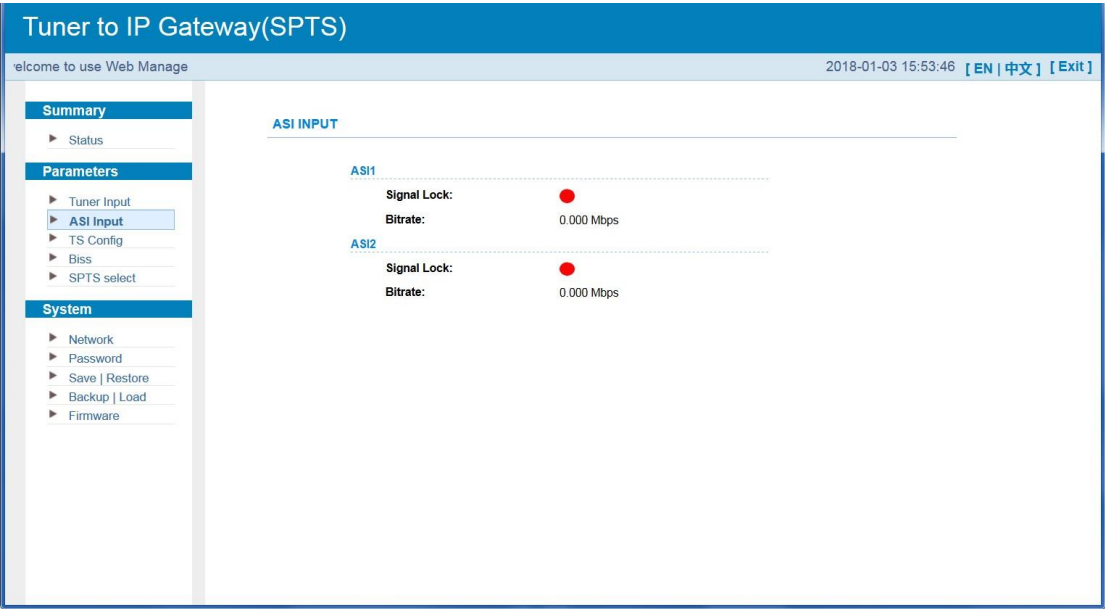 Tuner to IP Gateway(SPTS)
elcome to use Web Manage 2018-01-03 15:53:46 [ EN | 中文 ] [ Exit ]
Summary
Status
Parameters
Tuner Input
ASI Input
TS Config
Biss
SPTS select
System
Network
Password
Save | Restore
Backup | Load
Firmware
ASI INPUT
ASI1
Signal Lock:
Bitrate: 0.000 Mbps
ASI2
Signal Lock:
Bitrate: 0.000 Mbps